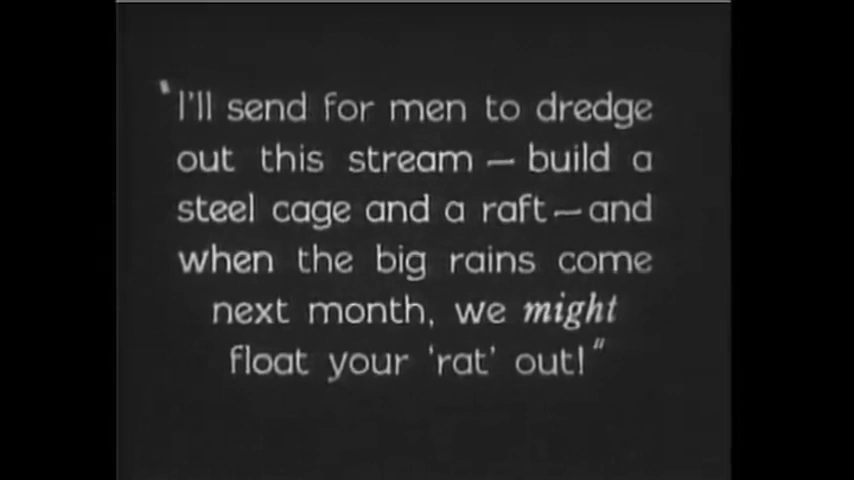 'I'll send for men to dredge
out this stream — build a
steel cage and a raft — and
when the big rains come
next month, we might
float your 'rat' out!"